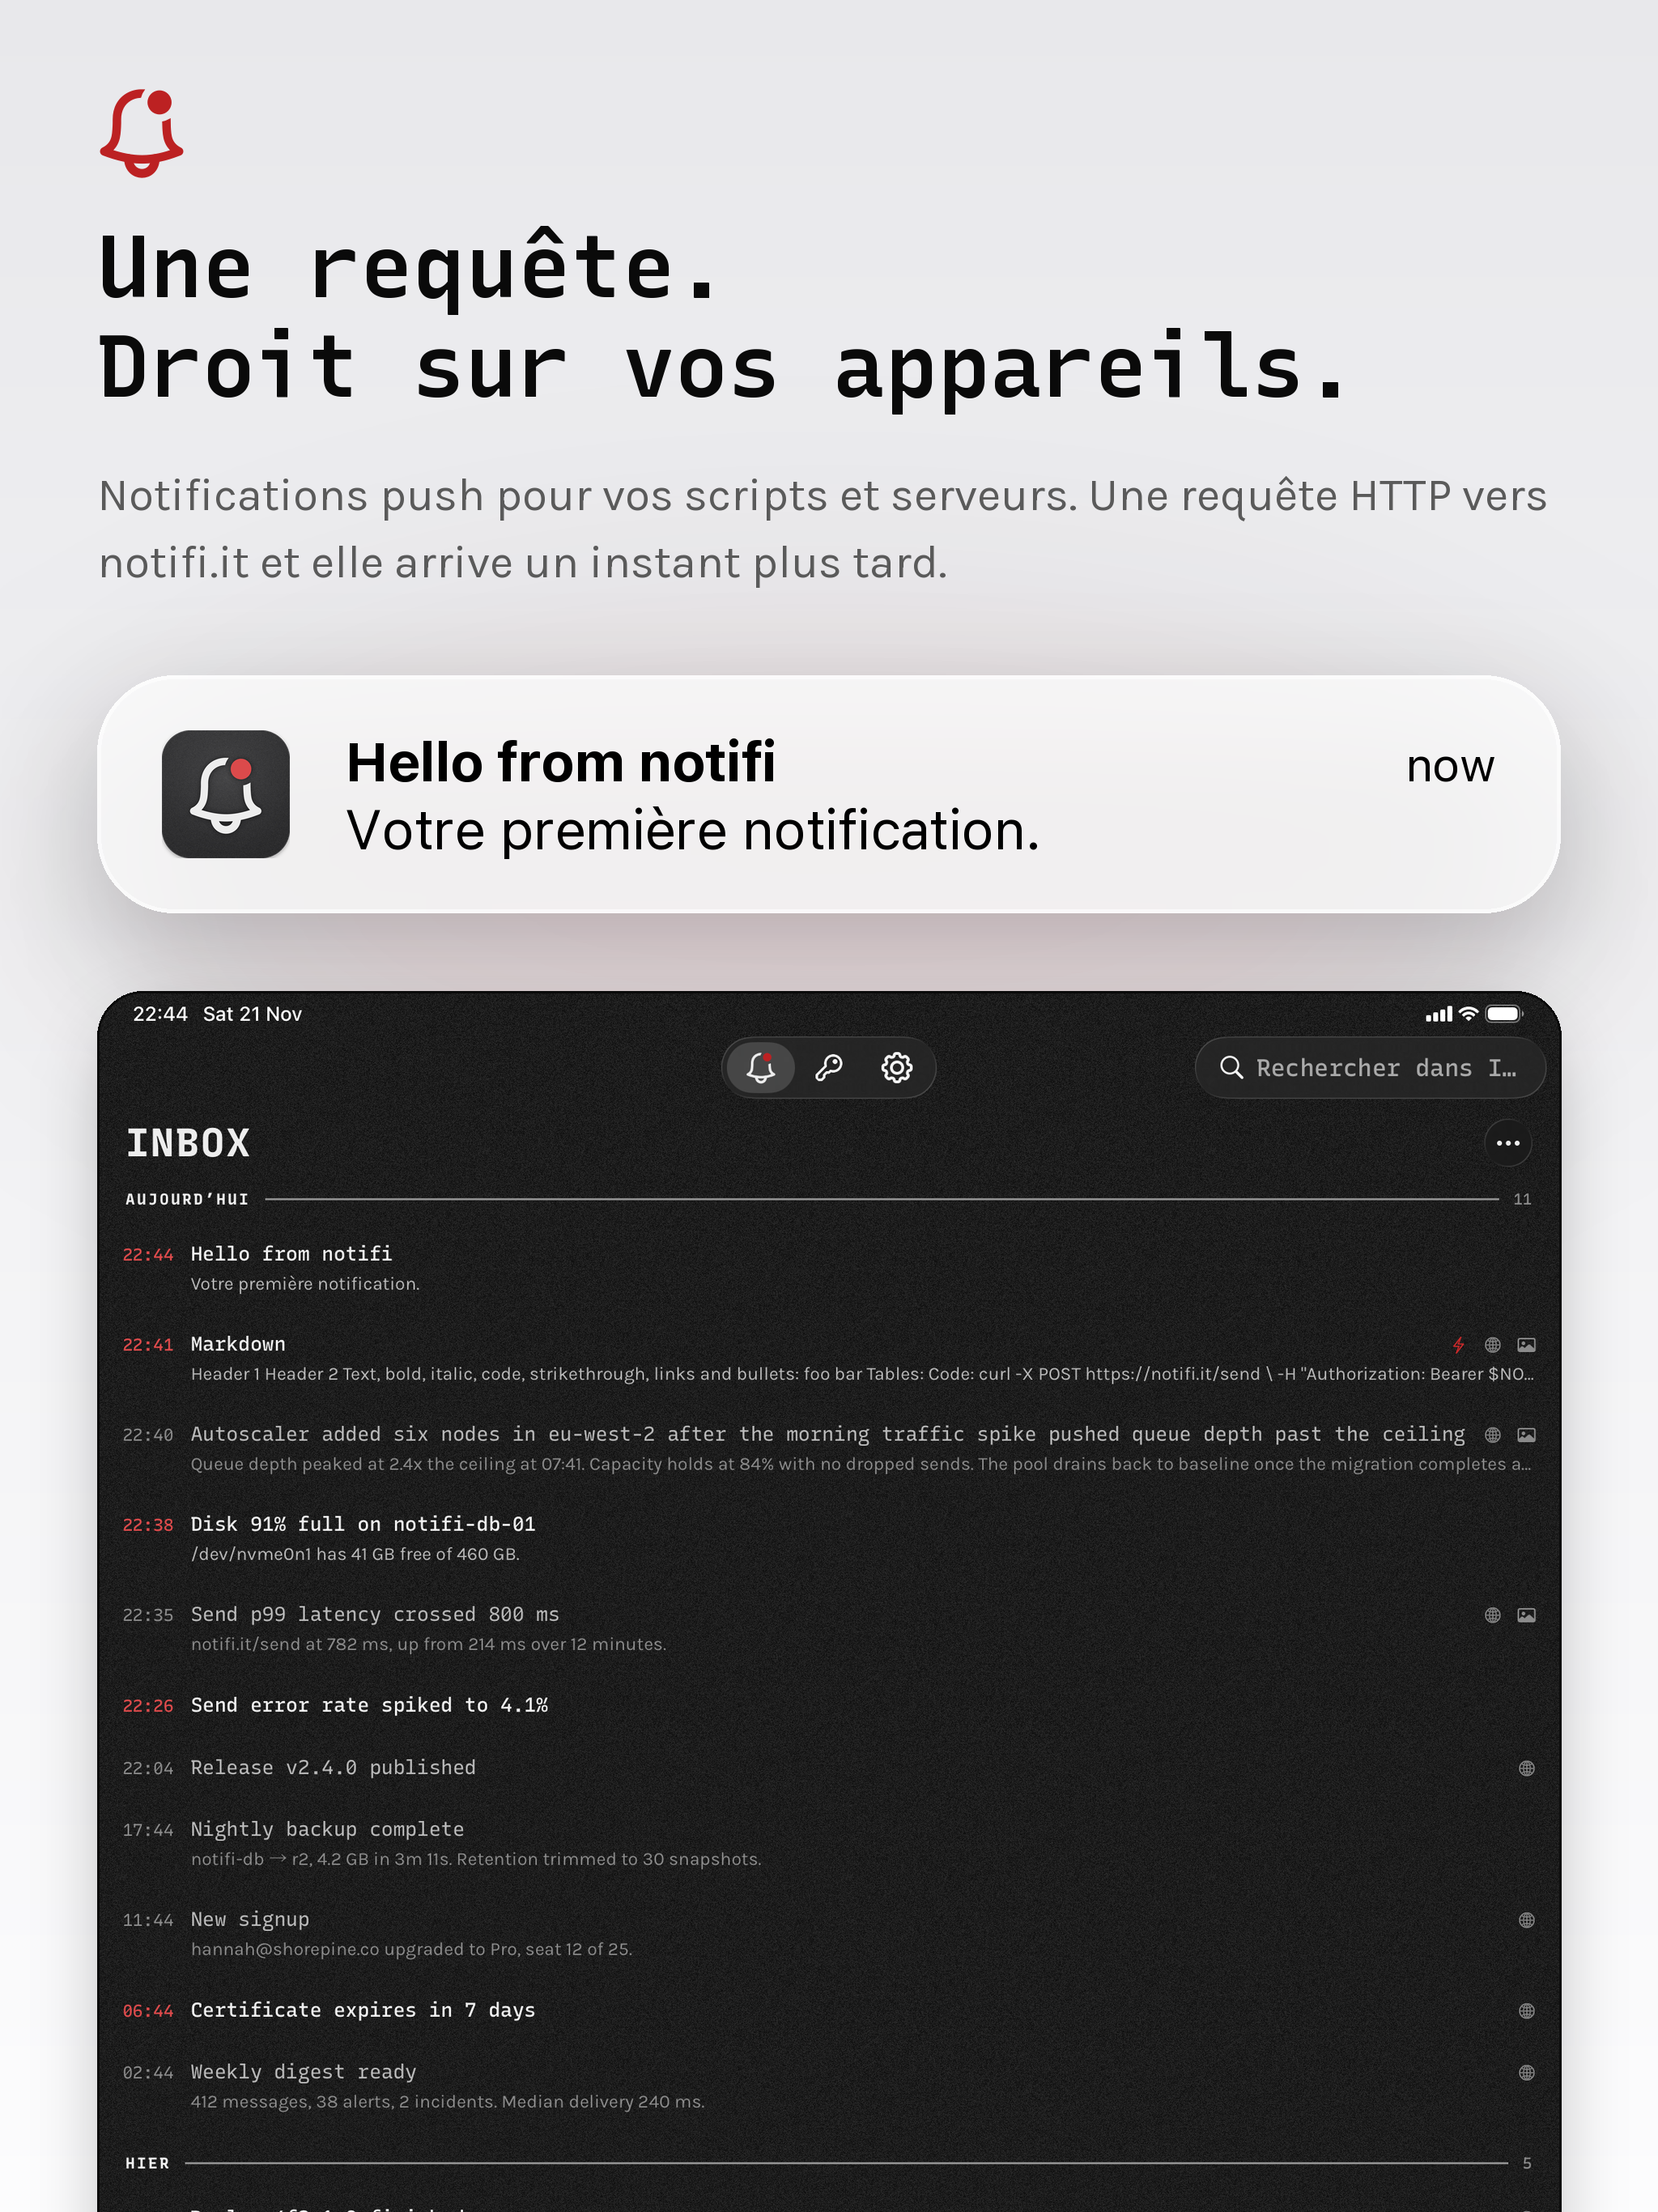 Une requête.
Droit sur vos appareils.
Notifications push pour vos scripts et serveurs. Une requête HTTP vers
notifi.it et elle arrive un instant plus tard.
Hello from notifi
now
Votre première notification.
22:44 Sat 21 Nov
Rechercher dans I…
INBOX
AUJOURD’HUI 11
22:44 Hello from notifi
Votre première notification.
22:41 Markdown
Header 1 Header 2 Text, bold, italic, code, strikethrough, links and bullets: foo bar Tables: Code: curl -X POST https://notifi.it/send \ -H "Authorization: Bearer $NO…
22:40 Autoscaler added six nodes in eu-west-2 after the morning traffic spike pushed queue depth past the ceiling
Queue depth peaked at 2.4x the ceiling at 07:41. Capacity holds at 84% with no dropped sends. The pool drains back to baseline once the migration completes a…
22:38 Disk 91% full on notifi-db-01
/dev/nvme0n1 has 41 GB free of 460 GB.
22:35 Send p99 latency crossed 800 ms
notifi.it/send at 782 ms, up from 214 ms over 12 minutes.
22:26 Send error rate spiked to 4.1%
22:04 Release v2.4.0 published
17:44 Nightly backup complete
notifi-db → r2, 4.2 GB in 3m 11s. Retention trimmed to 30 snapshots.
11:44 New signup
hannah@shorepine.co upgraded to Pro, seat 12 of 25.
06:44 Certificate expires in 7 days
02:44 Weekly digest ready
412 messages, 38 alerts, 2 incidents. Median delivery 240 ms.
HIER 5